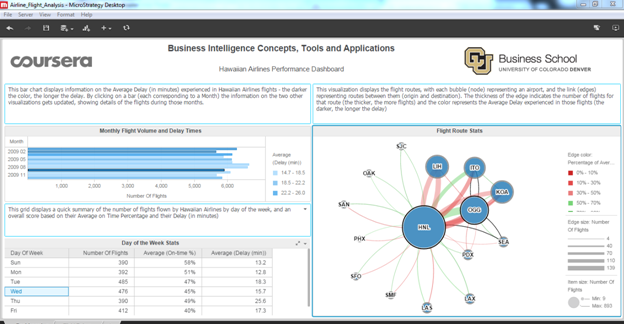 Airline_Flight_Analysis - MicroStrategy Desktop
File Server View Format Help
coursera
Business Intelligence Concepts, Tools and Applications
Hawaiian Airlines Performance Dashboard
Business School
UNIVERSITY OF COLORADO DENVER
This bar chart displays information on the Average Delay (in minutes) experienced in Hawaiian Airlines flights - the darker
the color, the longer the delay. By clicking on a bar (each corresponding to a Month) the information on the two other
visualizations get updated, showing details of the flights during those months.
This visualization displays the flight routes, with each bubble (node) representing an airport, and the link (edges)
representing routes between them (origin and destination). The thickness of the edge indicates the number of flights for
that route (the thicker, the more flights) and the color represents the Average Delay experienced in those flights (the
darker, the longer the delay)
Monthly Flight Volume and Delay Times
Month
2009 02
2009 05
2009 08
2009 11
1,000 2,000 3,000 4,000 5,000 6,000
Number Of Flights
Average
Delay (min)
14.7 - 18.5
18.5 - 22.2
22.2 - 26.0
This grid displays a quick summary of the number of flights flown by Hawaiian Airlines by day of the week, and an
overall score based on their Average On Time Percentage and their Delay (in minutes)
Day of the Week Stats
Day Of Week Number Of Flights Average (On-time %) Average (Delay (min))
Sun 390 58% 13.2
Mon 392 51% 12.8
Tue 485 47% 18.3
Wed 476 45% 15.7
Thu 390 49% 25.6
Fri 412 40% 17.3
Flight Route Stats
SJC
OAK
LIH
ITO
KOA
SAN
OGG
HNL
PHX
SEA
PDX
SFO
SMF
LAS
LAX
Edge color:
Percentage of Aver...
0% - 10%
10% - 30%
30% - 50%
50% - 70%
Edge size: Number
Of Flights
4
40
70
110
139
Item size: Number Of
Flights
Min 9
Max 893